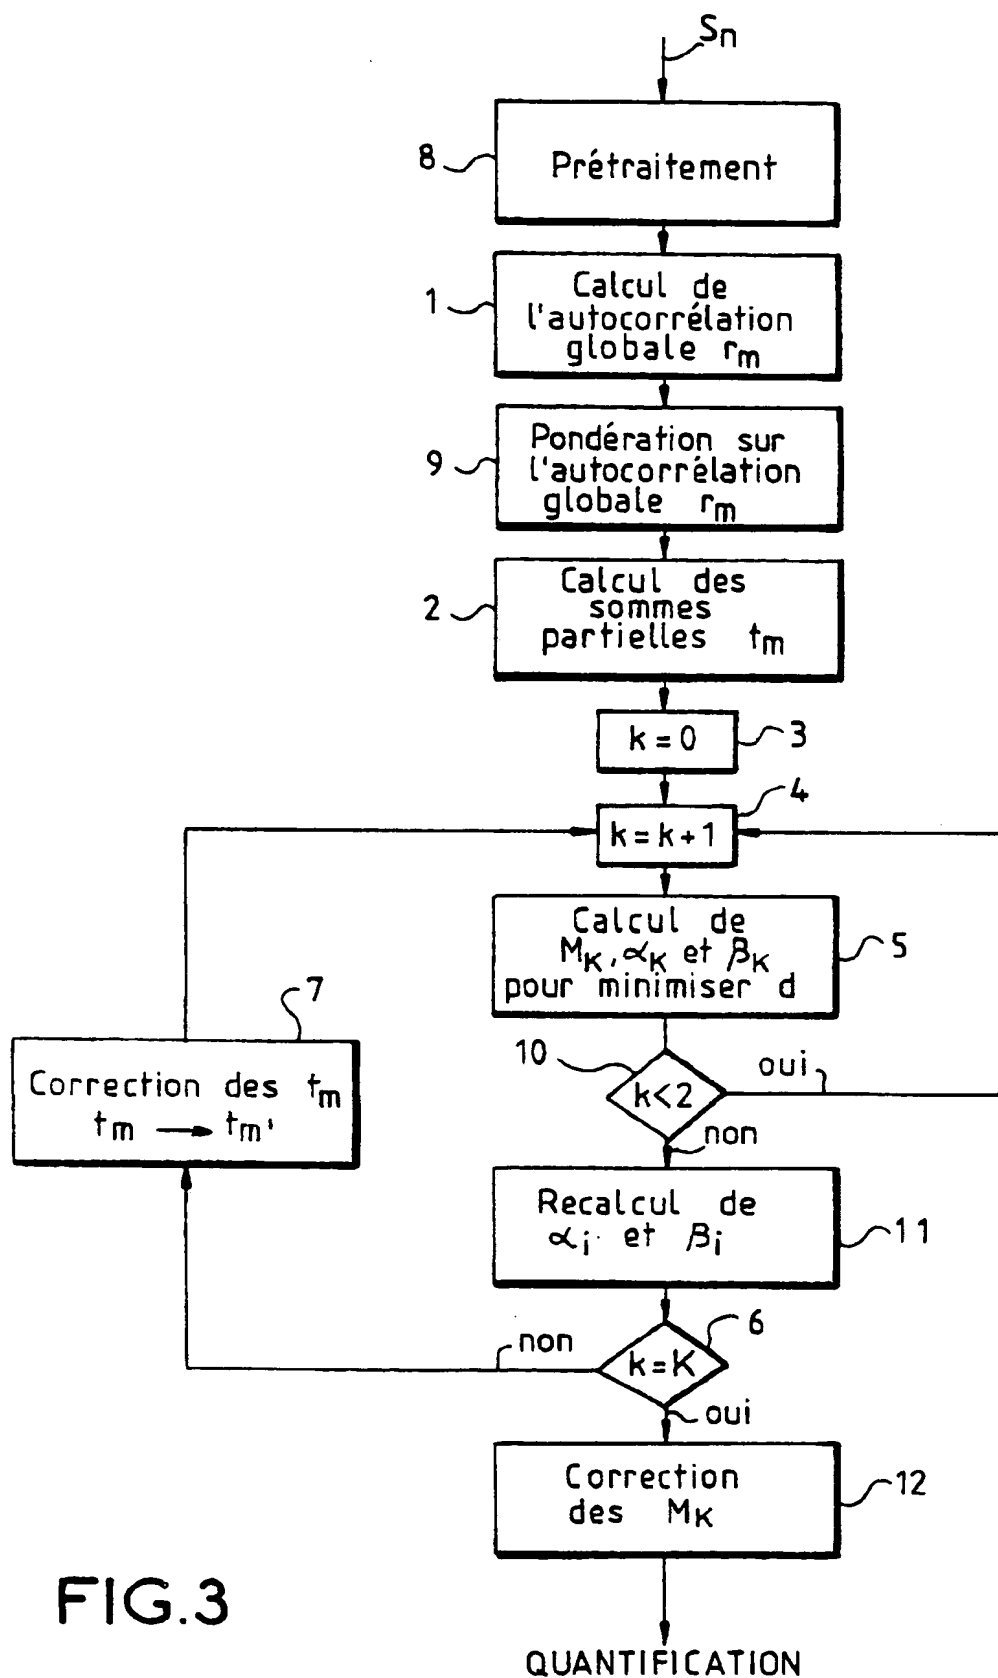 Sn
8
Prétraitement
1
Calcul de
l'autocorrélation
globale rm
9
Pondération sur
l'autocorrélation
globale rm
2
Calcul des
sommes
partielles tm
k = 0
3
4
k = k + 1
Calcul de
MK, αK et βK
pour minimiser d
5
7
Correction des tm
tm → tm'
10
k<2
oui
non
Recalcul de
αi et βi
11
6
k = K
non
oui
Correction
des MK
12
FIG.3
QUANTIFICATION